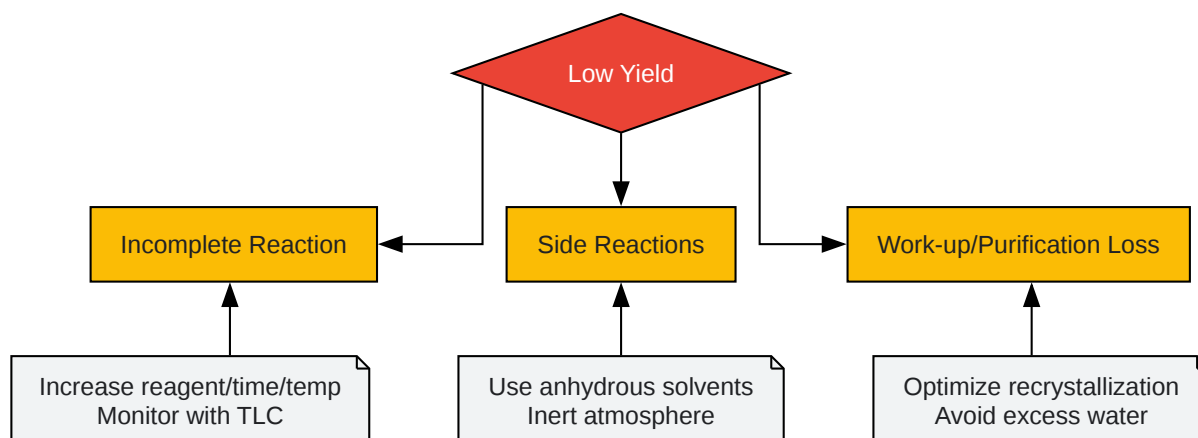 Low Yield
Incomplete Reaction
Side Reactions
Work-up/Purification Loss
Increase reagent/time/temp
Monitor with TLC
Use anhydrous solvents
Inert atmosphere
Optimize recrystallization
Avoid excess water